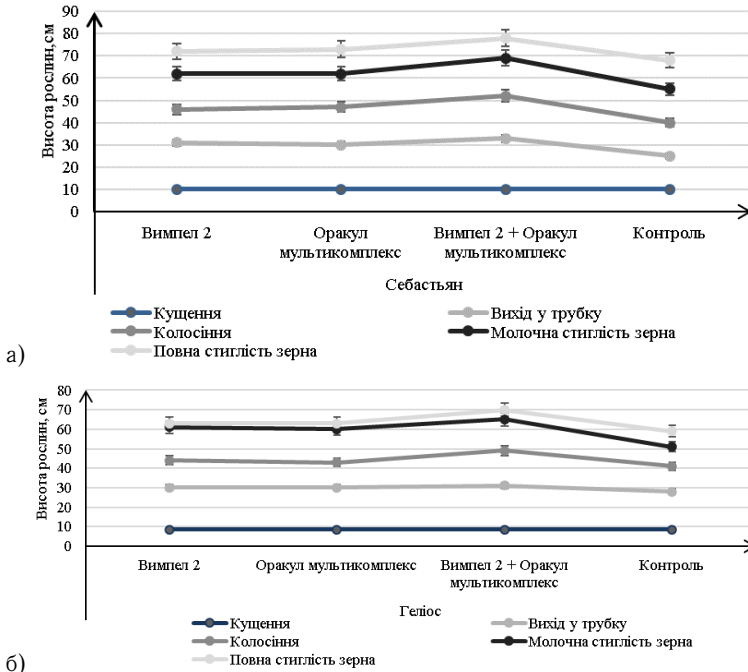 90
80
70
60
50
40
30
20
10
0
Висота рослин,см
Вимпел 2
Оракул
мультикомплекс
Вимпел 2 + Оракул
мультикомплекс
Контроль
Себастьян
Кущення
Вихід у трубку
Колосіння
Молочна стиглість зерна
Повна стиглість зерна
а)
80
70
60
50
40
30
20
10
0
Висота рослин,см
Вимпел 2
Оракул мультикомплекс
Вимпел 2 + Оракул
мультикомплекс
Контроль
Геліос
Кущення
Вихід у трубку
Колосіння
Молочна стиглість зерна
Повна стиглість зерна
б)